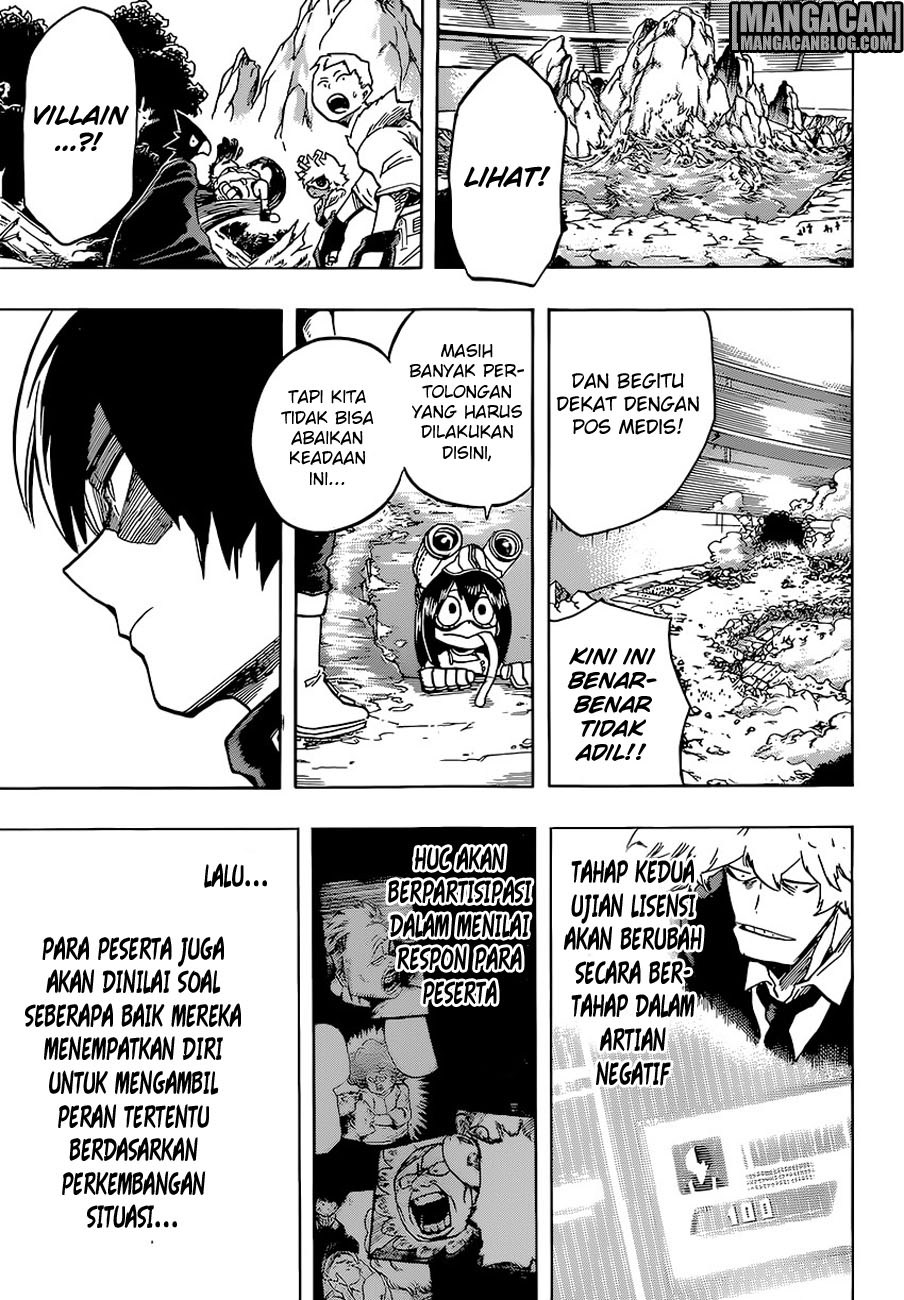 [MANGACAN]
MANGACANBLOG.COM
LIHAT!
VILLAIN
...?!
DAN BEGITU
DEKAT DENGAN
POS MEDIS!
KINI INI
BENAR-
BENAR
TIDAK
ADIL!!
MASIH
BANYAK PER-
TOLONGAN
YANG HARUS
DILAKUKAN
DISINI,
TAPI KITA
TIDAK BISA
ABAIKAN
KEADAAN
INI...
TAHAP KEDUA
UJIAN LISENSI
AKAN BERUBAH
SECARA BER-
TAHAP DALAM
ARTIAN
NEGATIF
100
HUC AKAN
BERPARTISIPASI
DALAM MENILAI
RESPON PARA
PESERTA
LALU...
PARA PESERTA JUGA
AKAN DINILAI SOAL
SEBERAPA BAIK MEREKA
MENEMPATKAN DIRI
UNTUK MENGAMBIL
PERAN TERTENTU
BERDASARKAN
PERKEMBANGAN
SITUASI...